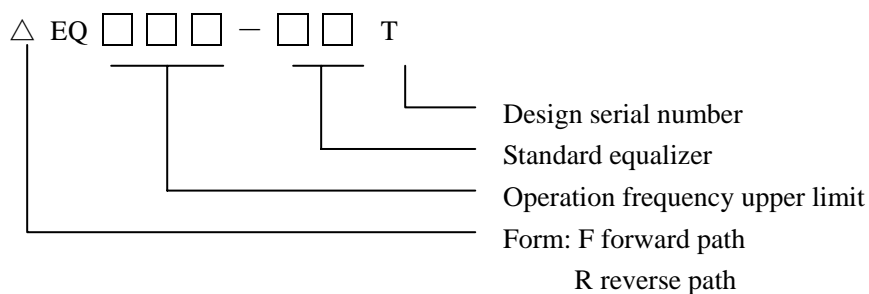 △ EQ □ □ □ － □ □ T
Design serial number
Standard equalizer
Operation frequency upper limit
Form: F forward path
R reverse path